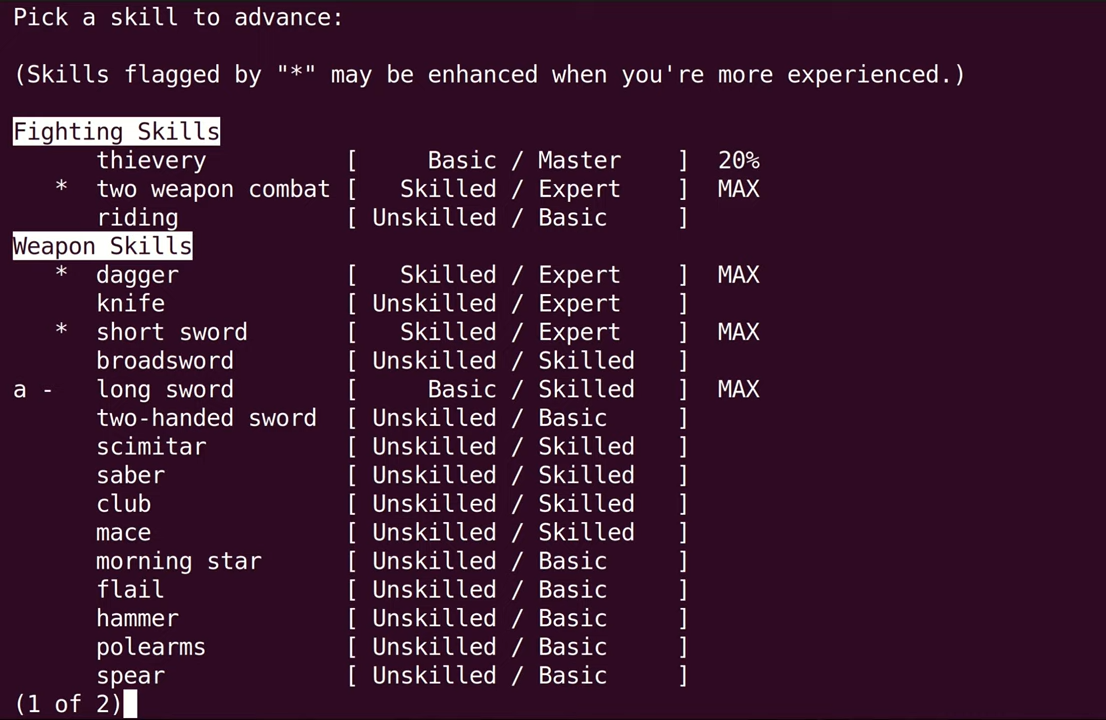 Pick a skill to advance:
(Skills flagged by "*" may be enhanced when you're more experienced.)
Fighting Skills
thievery [ Basic / Master ] 20%
* two weapon combat [ Skilled / Expert ] MAX
riding [ Unskilled / Basic ]
Weapon Skills
* dagger [ Skilled / Expert ] MAX
knife [ Unskilled / Expert ]
* short sword [ Skilled / Expert ] MAX
broadsword [ Unskilled / Skilled ]
a - long sword [ Basic / Skilled ] MAX
two-handed sword [ Unskilled / Basic ]
scimitar [ Unskilled / Skilled ]
saber [ Unskilled / Skilled ]
club [ Unskilled / Skilled ]
mace [ Unskilled / Skilled ]
morning star [ Unskilled / Basic ]
flail [ Unskilled / Basic ]
hammer [ Unskilled / Basic ]
polearms [ Unskilled / Basic ]
spear [ Unskilled / Basic ]
(1 of 2)